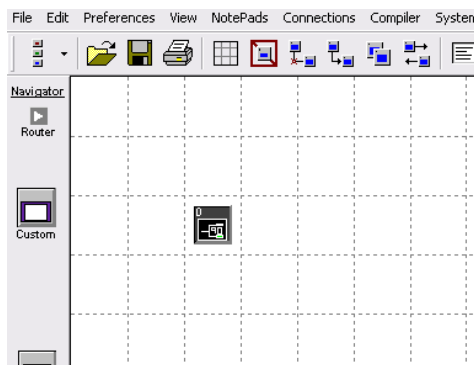 File Edit Preferences View NotePads Connections Compiler System
Navigator
Router
0
Custom